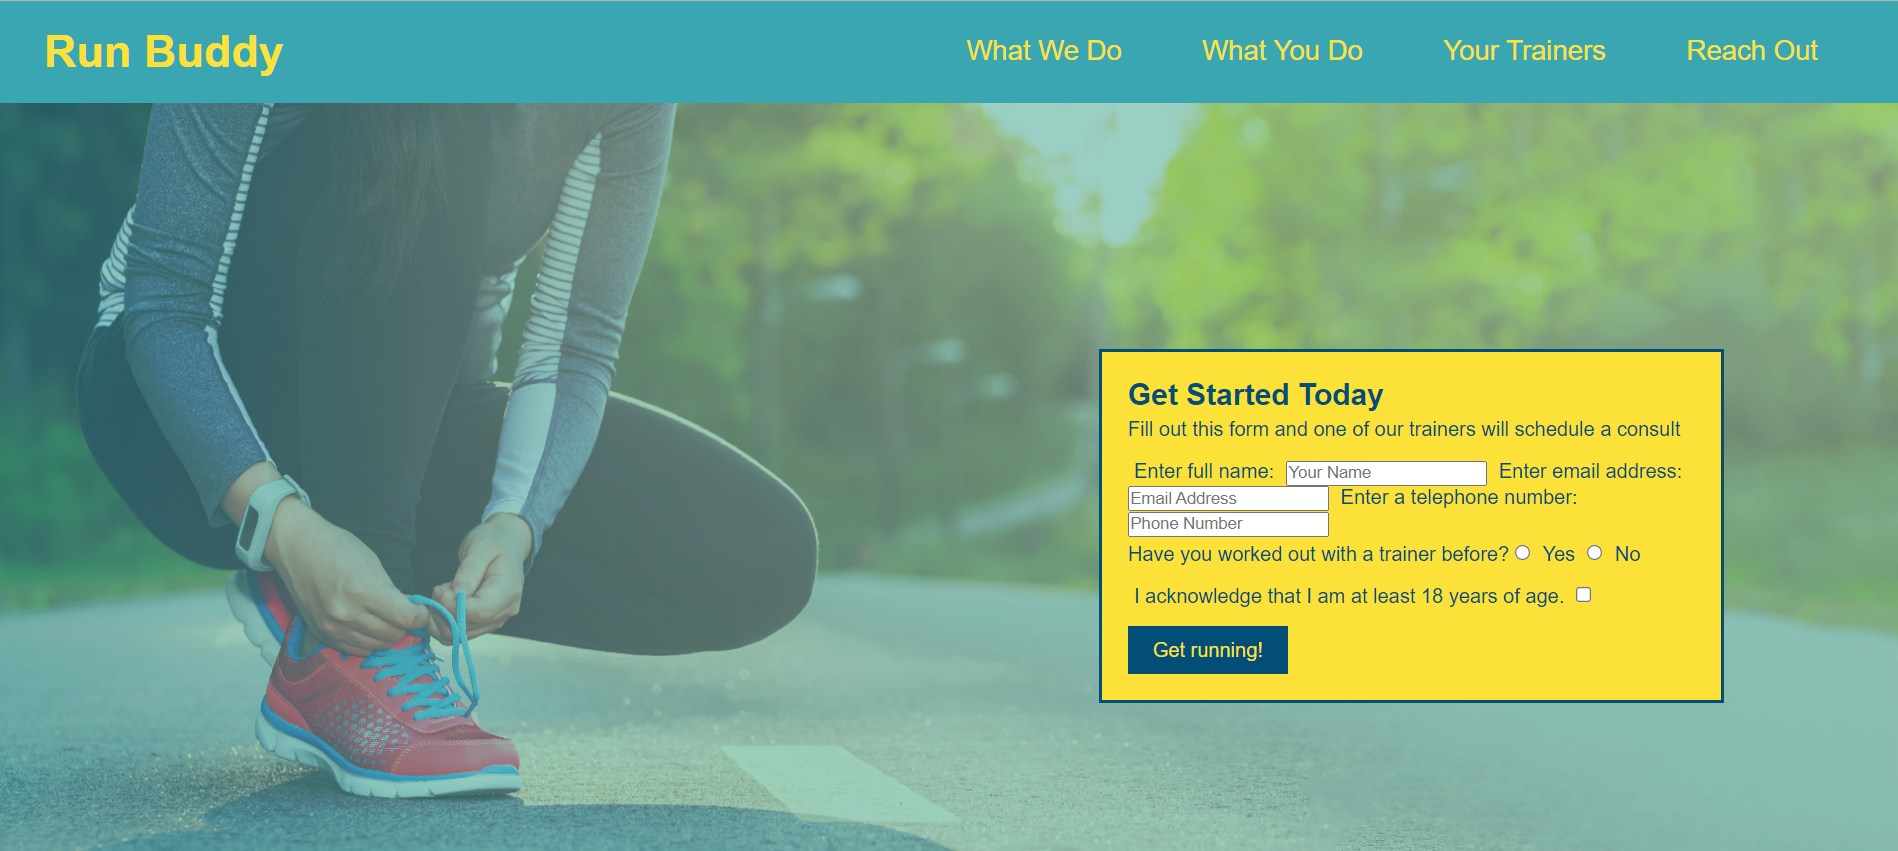 Run Buddy What We Do What You Do Your Trainers Reach Out
Get Started Today
Fill out this form and one of our trainers will schedule a consult
Enter full name: Your Name Enter email address:
Email Address Enter a telephone number:
Phone Number
Have you worked out with a trainer before? Yes No
I acknowledge that I am at least 18 years of age.
Get running!